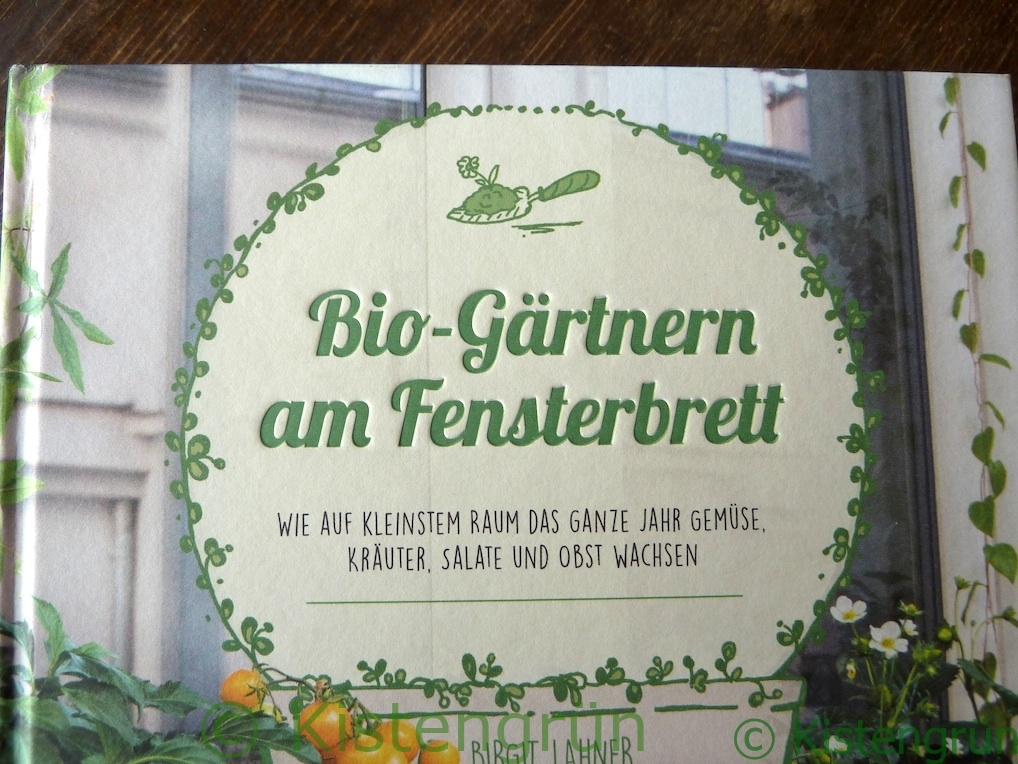 Bio-Gärtnern
am Fensterbrett
WIE AUF KLEINSTEM RAUM DAS GANZE JAHR GEMÜSE,
KRÄUTER, SALATE UND OBST WACHSEN
BIRGIT LAHNER
© Kistengrün
© Kistengrün